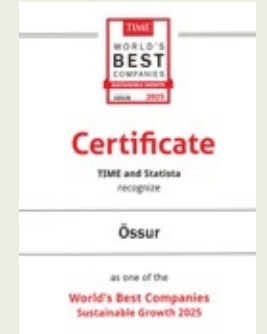 TIME
WORLD'S
BEST
COMPANIES
SUSTAINABLE GROWTH
2025
Certificate
TIME and Statista
recognize
Össur
as one of the
World's Best Companies
Sustainable Growth 2025